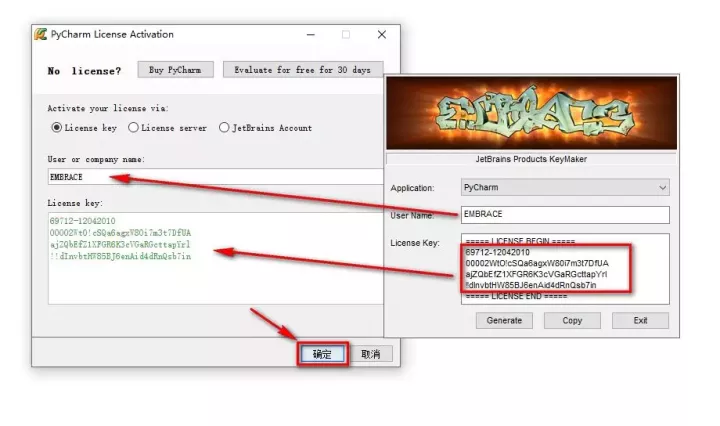 PyCharm License Activation
No license?
Buy PyCharm
Evaluate for free for 30 days
Activate your license via:
License key
License server
JetBrains Account
User or company name:
EMBRACE
License key:
69712-12042010
00002WtO!cSQa6agxW80i7m3t7DfUA
ajZQbEfZ1XFGR6K3cVGaRGcttapYrl
!!dInvbtHW85BJ6enAid4dRnQsb7in
确定
取消
EMBRACE
JetBrains Products KeyMaker
Application:
PyCharm
User Name:
EMBRACE
License Key:
===== LICENSE BEGIN =====
69712-12042010
00002WtO!cSQa6agxW80i7m3t7DfUA
ajZQbEfZ1XFGR6K3cVGaRGcttapYrl
!!dInvbtHW85BJ6enAid4dRnQsb7in
===== LICENSE END =====
Generate
Copy
Exit